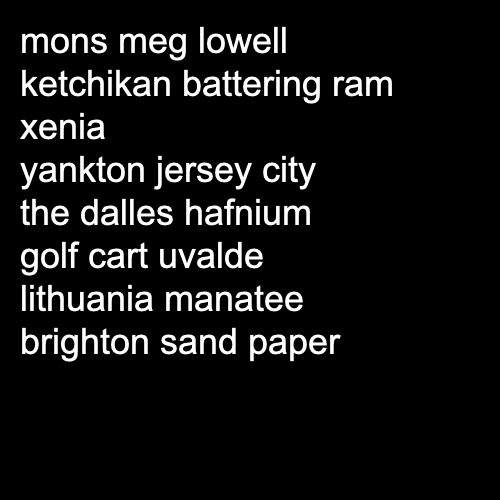 mons meg lowell
ketchikan battering ram
xenia
yankton jersey city
the dalles hafnium
golf cart uvalde
lithuania manatee
brighton sand paper